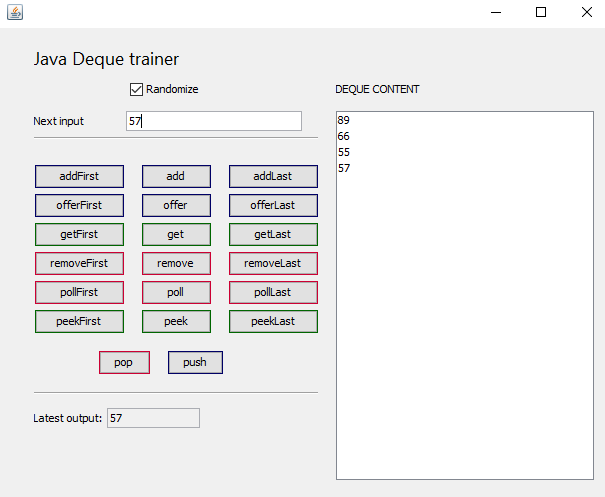 Java Deque trainer
Randomize
Next input 57
addFirst add addLast
offerFirst offer offerLast
getFirst get getLast
removeFirst remove removeLast
pollFirst poll pollLast
peekFirst peek peekLast
pop push
Latest output: 57
DEQUE CONTENT
89
66
55
57